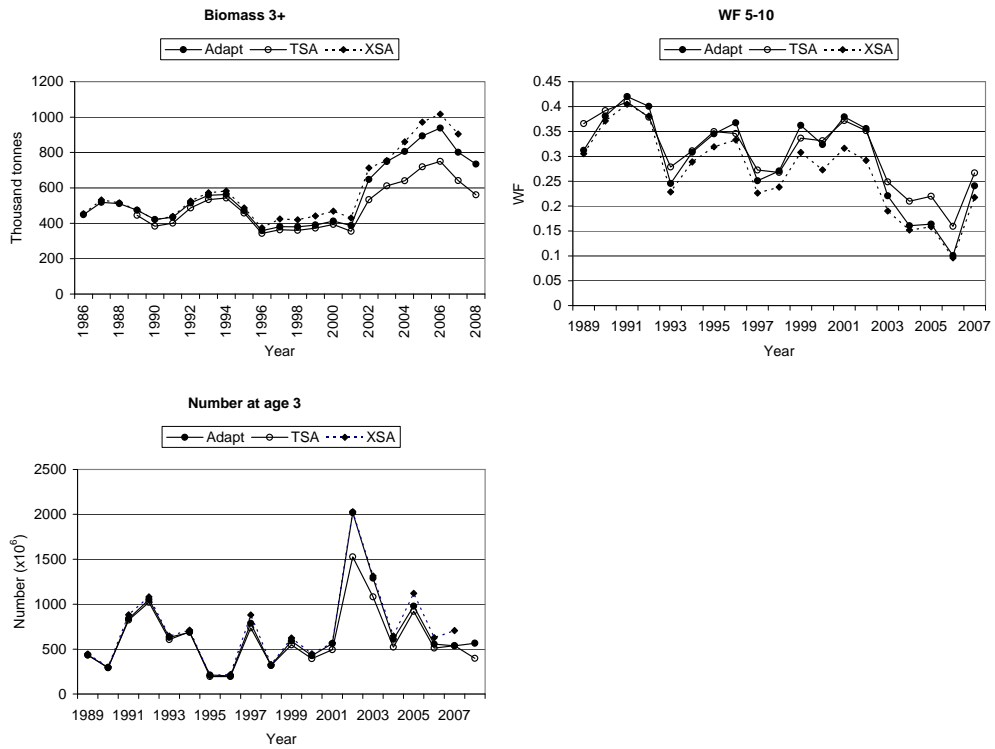 Biomass 3+
Adapt TSA XSA
1200
1000
800
600
400
200
0
Thousand tonnes
1986 1988 1990 1992 1994 1996 1998 2000 2002 2004 2006 2008
Year
WF 5-10
Adapt TSA XSA
0.45
0.4
0.35
0.3
0.25
0.2
0.15
0.1
0.05
0
WF
1989 1991 1993 1995 1997 1999 2001 2003 2005 2007
Year
Number at age 3
Adapt TSA XSA
2500
2000
1500
1000
500
0
Number (x10⁶)
1989 1991 1993 1995 1997 1999 2001 2003 2005 2007
Year